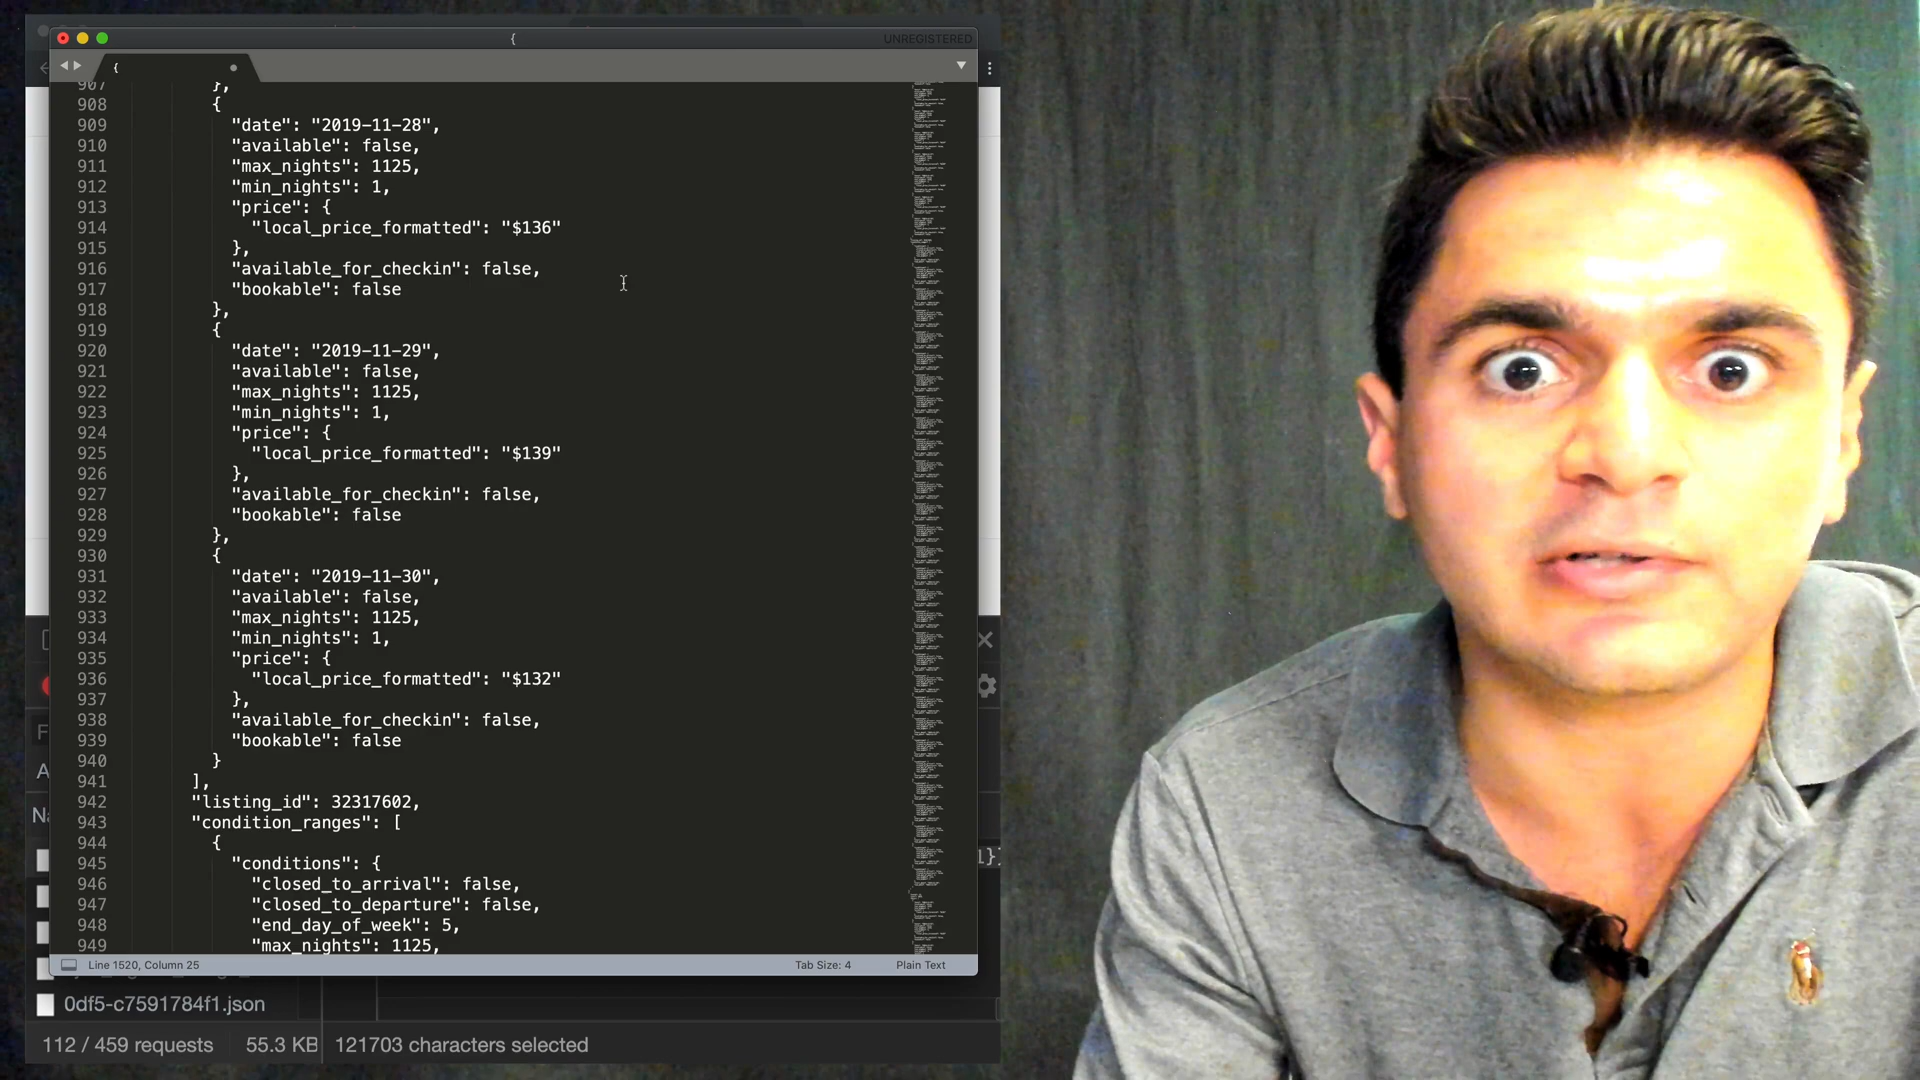 {
UNREGISTERED
{
907 },
908 {
909 "date": "2019-11-28",
910 "available": false,
911 "max_nights": 1125,
912 "min_nights": 1,
913 "price": {
914 "local_price_formatted": "$136"
915 },
916 "available_for_checkin": false,
917 "bookable": false
918 },
919 {
920 "date": "2019-11-29",
921 "available": false,
922 "max_nights": 1125,
923 "min_nights": 1,
924 "price": {
925 "local_price_formatted": "$139"
926 },
927 "available_for_checkin": false,
928 "bookable": false
929 },
930 {
931 "date": "2019-11-30",
932 "available": false,
933 "max_nights": 1125,
934 "min_nights": 1,
935 "price": {
936 "local_price_formatted": "$132"
937 },
938 "available_for_checkin": false,
939 "bookable": false
940 }
941 ],
942 "listing_id": 32317602,
943 "condition_ranges": [
944 {
945 "conditions": {
946 "closed_to_arrival": false,
947 "closed_to_departure": false,
948 "end_day_of_week": 5,
949 "max_nights": 1125,
Line 1520, Column 25
Tab Size: 4
Plain Text
0df5-c7591784f1.json
112 / 459 requests
55.3 KB
121703 characters selected